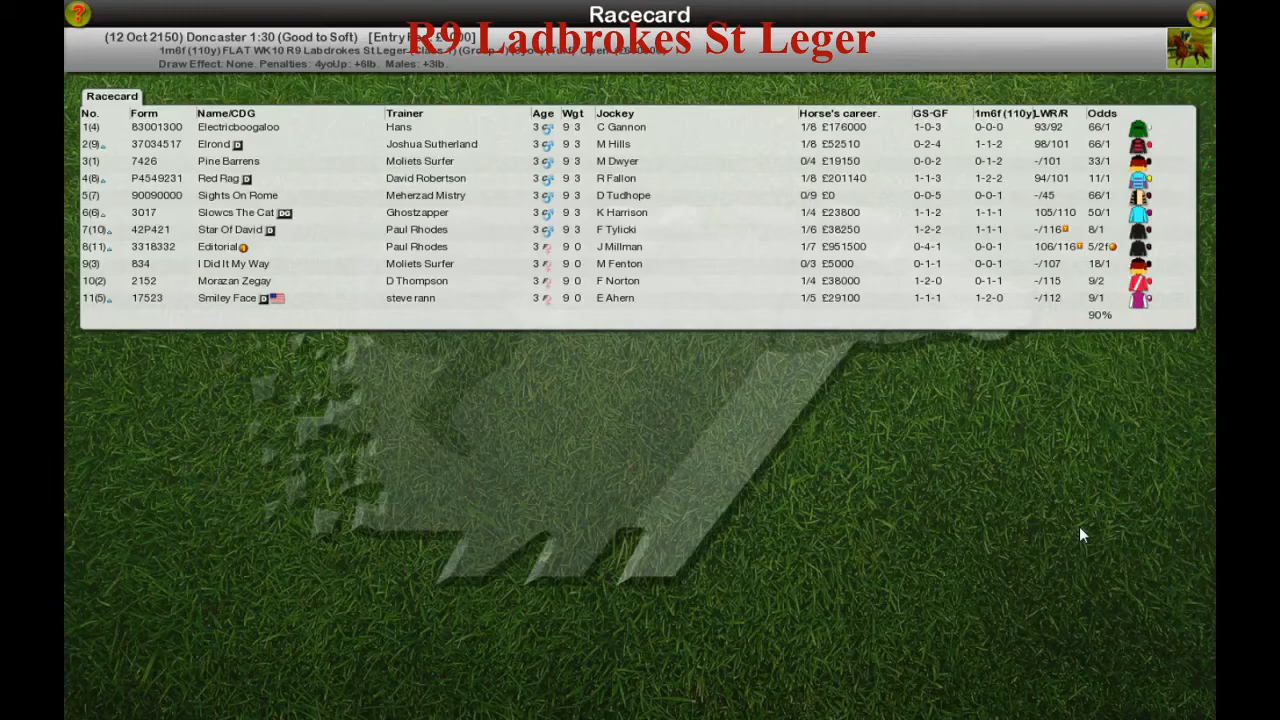 Racecard
R9 Ladbrokes St Leger
(12 Oct 2150) Doncaster 1:30 (Good to Soft) [Entry
1m6f (110y) FLAT WK10 R9 Labdrokes St Leger
Draw Effect: None. Penalties: 4yoUp: +6lb. Males: +3lb.
Racecard
No. Form Name/CDG Trainer Age Wgt Jockey Horse's career. GS-GF 1m6f (110y) LWR/R Odds
1(4) 83001300 Electricboogaloo Hans 3 9 3 C Gannon 1/8 £176000 1-0-3 0-0-0 93/92 66/1
2(9) 37034517 Elrond D Joshua Sutherland 3 9 3 M Hills 1/8 £52510 0-2-4 1-1-2 98/101 66/1
3(1) 7426 Pine Barrens Moliets Surfer 3 9 3 M Dwyer 0/4 £19150 0-0-2 0-1-2 -/101 33/1
4(8) P4549231 Red Rag D David Robertson 3 9 3 R Fallon 1/8 £201140 1-1-3 1-2-2 94/101 11/1
5(7) 90090000 Sights On Rome Meherzad Mistry 3 9 3 D Tudhope 0/9 £0 0-0-5 0-0-1 -/45 66/1
6(6) 3017 Slowcs The Cat DG Ghostzapper 3 9 3 K Harrison 1/4 £23800 1-1-2 1-1-1 105/110 50/1
7(10) 42P421 Star Of David D Paul Rhodes 3 9 3 F Tylicki 1/6 £38250 1-2-2 1-1-1 -/116 8/1
8(11) 3318332 Editorial Paul Rhodes 3 9 0 J Millman 1/7 £951500 0-4-1 0-0-1 106/116 5/2f
9(3) 834 I Did It My Way Moliets Surfer 3 9 0 M Fenton 0/3 £5000 0-1-1 0-0-1 -/107 18/1
10(2) 2152 Morazan Zegay D Thompson 3 9 0 F Norton 1/4 £38000 1-2-0 0-1-1 -/115 9/2
11(5) 17523 Smiley Face D steve rann 3 9 0 E Ahern 1/5 £29100 1-1-1 1-2-0 -/112 9/1
90%